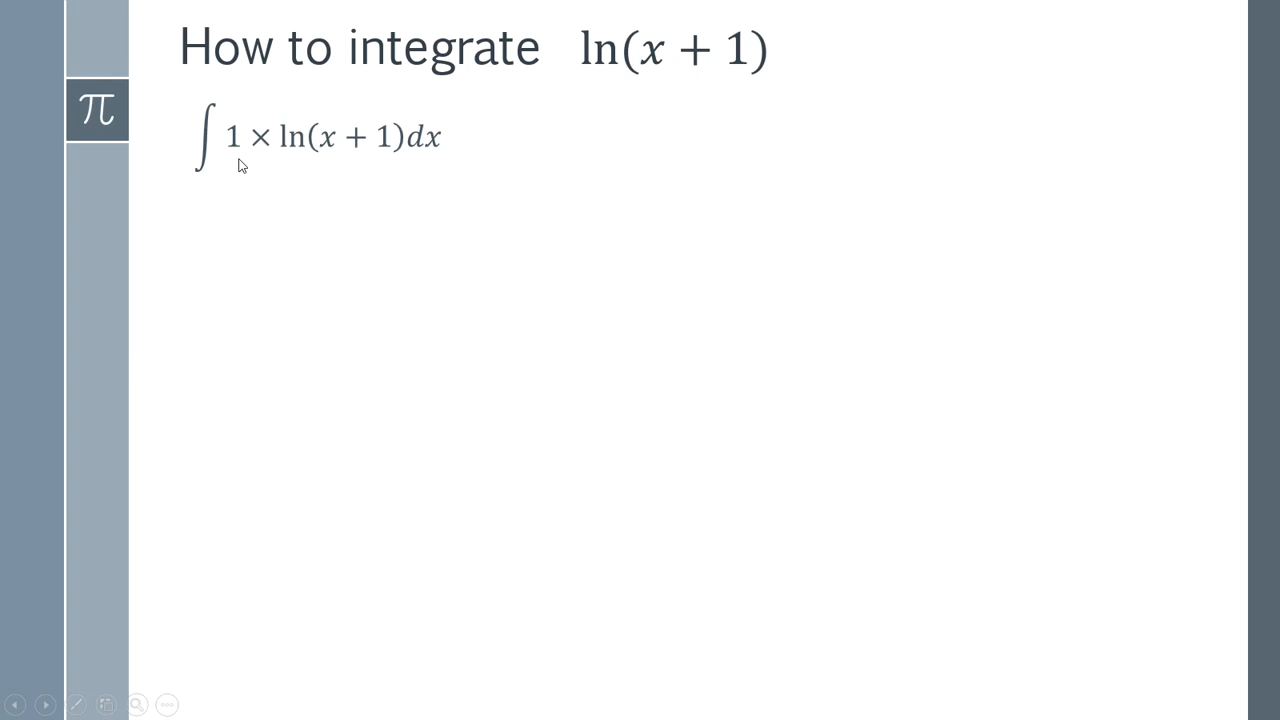 How to integrate ln(𝑥 + 1)
π
∫ 1 × ln(𝑥 + 1)𝑑𝑥